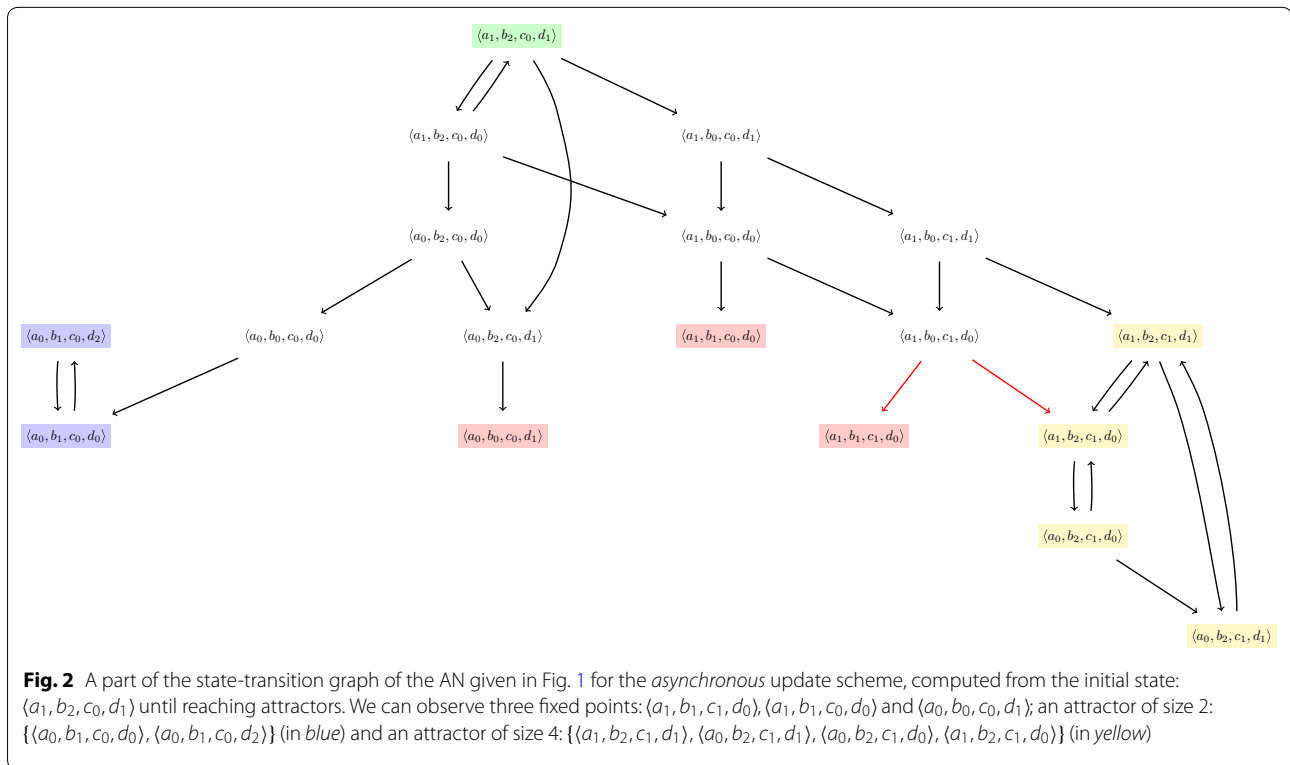 ⟨a₁, b₂, c₀, d₁⟩
⟨a₁, b₂, c₀, d₀⟩ ⟨a₁, b₀, c₀, d₁⟩
⟨a₀, b₂, c₀, d₀⟩ ⟨a₁, b₀, c₀, d₀⟩ ⟨a₁, b₀, c₁, d₁⟩
⟨a₀, b₁, c₀, d₂⟩ ⟨a₀, b₀, c₀, d₀⟩ ⟨a₀, b₂, c₀, d₁⟩ ⟨a₁, b₁, c₀, d₀⟩ ⟨a₁, b₀, c₁, d₀⟩ ⟨a₁, b₂, c₁, d₁⟩
⟨a₀, b₁, c₀, d₀⟩ ⟨a₀, b₀, c₀, d₁⟩ ⟨a₁, b₁, c₁, d₀⟩ ⟨a₁, b₂, c₁, d₀⟩
⟨a₀, b₂, c₁, d₀⟩
⟨a₀, b₂, c₁, d₁⟩
Fig. 2 A part of the state-transition graph of the AN given in Fig. 1 for the asynchronous update scheme, computed from the initial state:
⟨a₁, b₂, c₀, d₁⟩ until reaching attractors. We can observe three fixed points: ⟨a₁, b₁, c₁, d₀⟩, ⟨a₁, b₁, c₀, d₀⟩ and ⟨a₀, b₀, c₀, d₁⟩; an attractor of size 2:
{⟨a₀, b₁, c₀, d₀⟩, ⟨a₀, b₁, c₀, d₂⟩} (in blue) and an attractor of size 4: {⟨a₁, b₂, c₁, d₁⟩, ⟨a₀, b₂, c₁, d₁⟩, ⟨a₀, b₂, c₁, d₀⟩, ⟨a₁, b₂, c₁, d₀⟩} (in yellow)